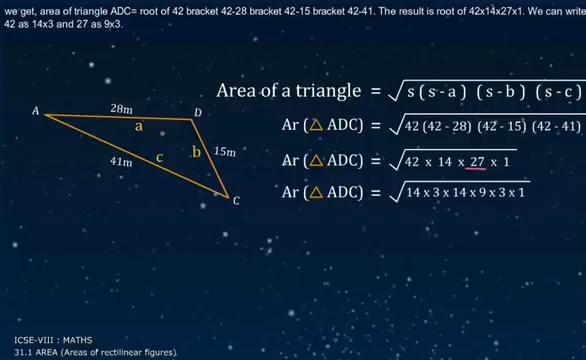 we get, area of triangle ADC= root of 42 bracket 42-28 bracket 42-15 bracket 42-41. The result is root of 42x14x27x1. We can write
42 as 14x3 and 27 as 9x3.
Area of a triangle = √s ( s - a ) ( s - b ) ( s - c )
A 28m D
a
Ar (△ ADC) = √42 (42 - 28) (42 - 15) (42 - 41)
b 15m
41m c
Ar (△ ADC) = √42 x 14 x 27 x 1
C
Ar (△ ADC) = √14 x 3 x 14 x 9 x 3 x 1
ICSE-VIII : MATHS
31.1 AREA (Areas of rectilinear figures)